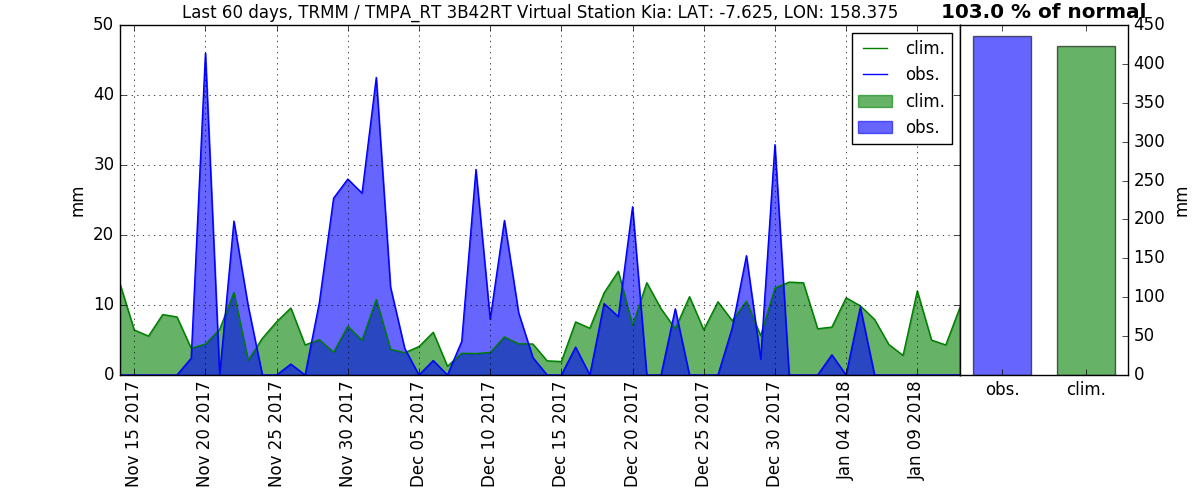 Last 60 days, TRMM / TMPA_RT 3B42RT Virtual Station Kia: LAT: -7.625, LON: 158.375
103.0 % of normal
50
40
30
20
10
0
mm
clim.
obs.
clim.
obs.
450
400
350
300
250
200
150
100
50
0
mm
obs.
clim.
Nov 15 2017
Nov 20 2017
Nov 25 2017
Nov 30 2017
Dec 05 2017
Dec 10 2017
Dec 15 2017
Dec 20 2017
Dec 25 2017
Dec 30 2017
Jan 04 2018
Jan 09 2018